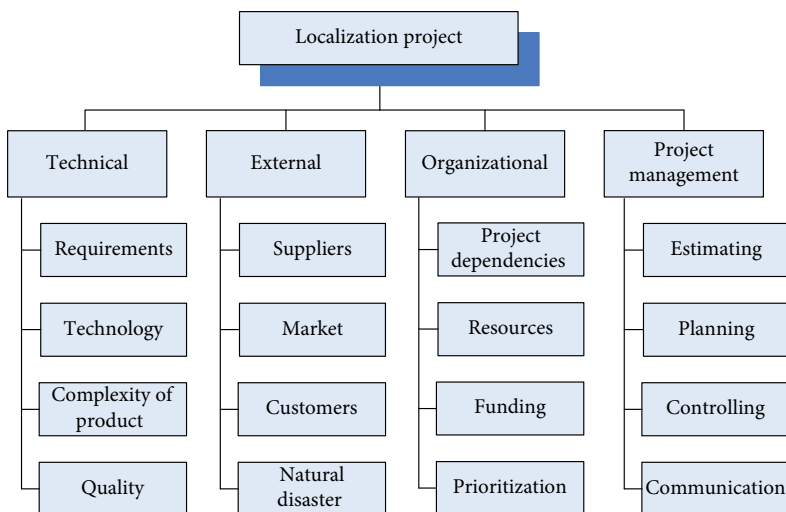 Localization project
Technical
External
Organizational
Project
management
Requirements
Suppliers
Project
dependencies
Estimating
Technology
Market
Resources
Planning
Complexity of
product
Customers
Funding
Controlling
Quality
Natural
disaster
Prioritization
Communication